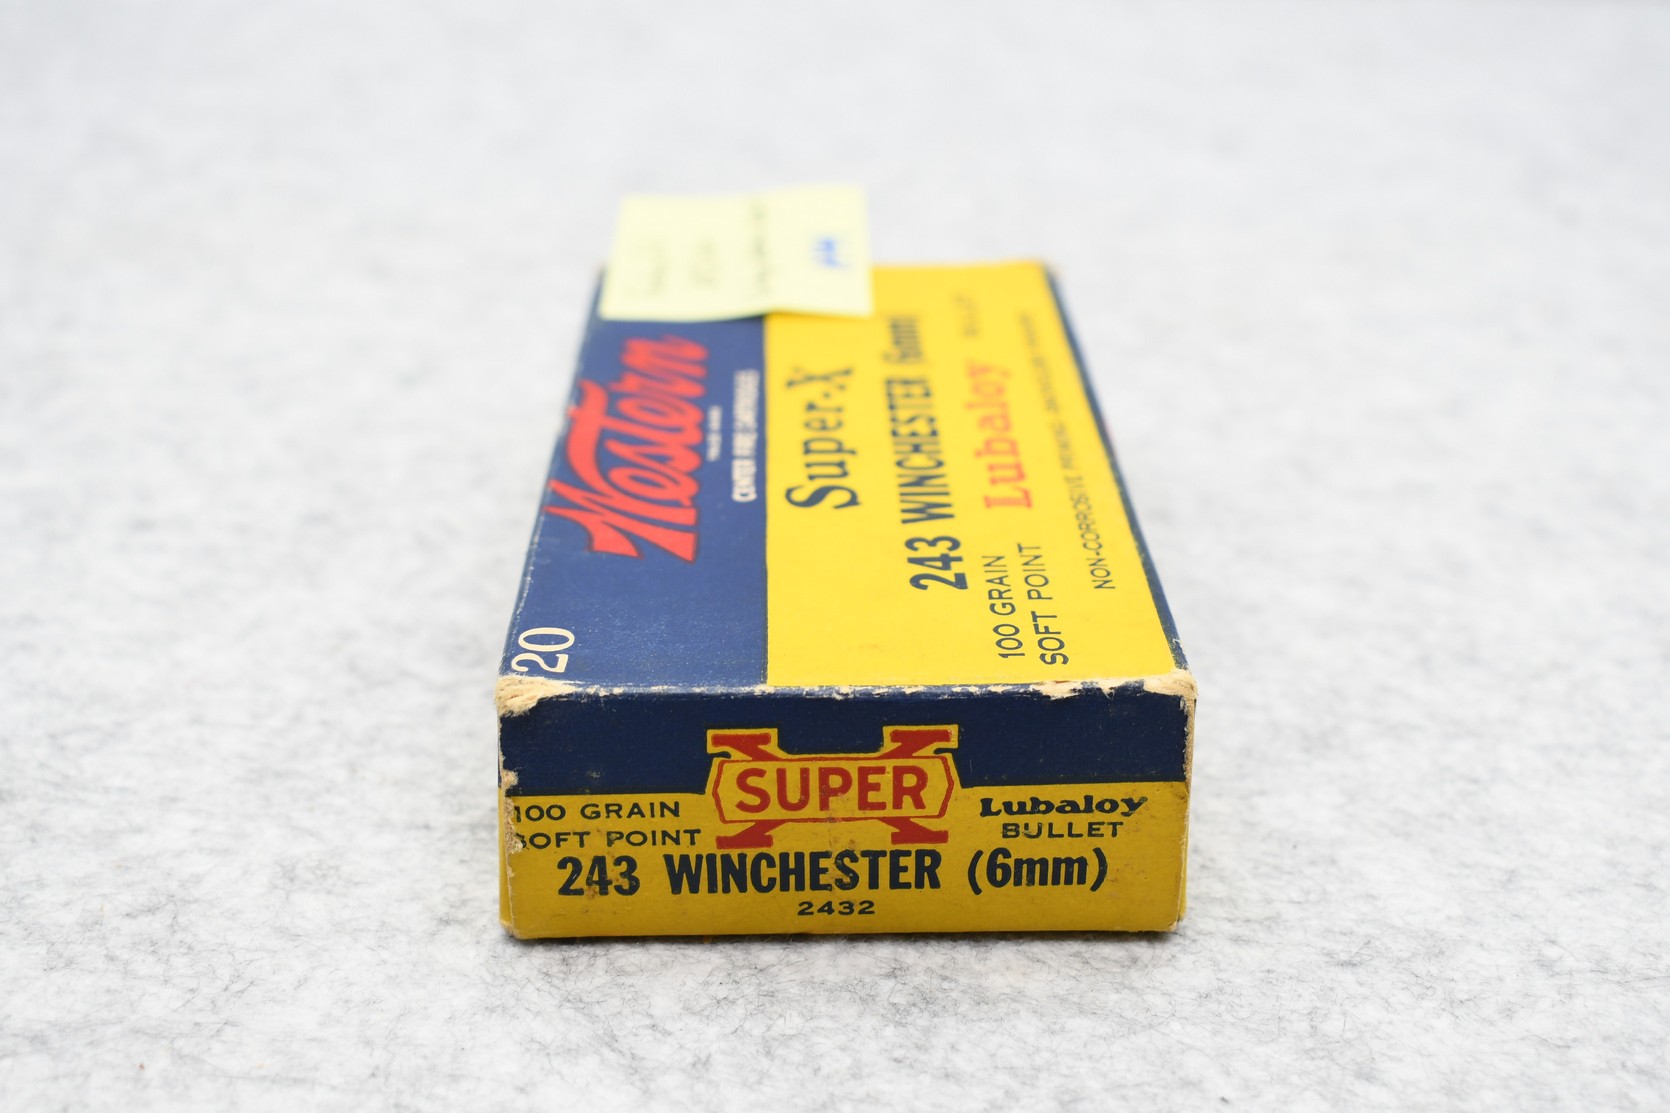 Western
CENTER FIRE CARTRIDGES
20
Super-X
243 WINCHESTER (6mm)
100 GRAIN
SOFT POINT
Lubaloy
NON-CORROSIVE PRIMING
SUPER X
100 GRAIN
SOFT POINT
Lubaloy
BULLET
243 WINCHESTER (6mm)
2432